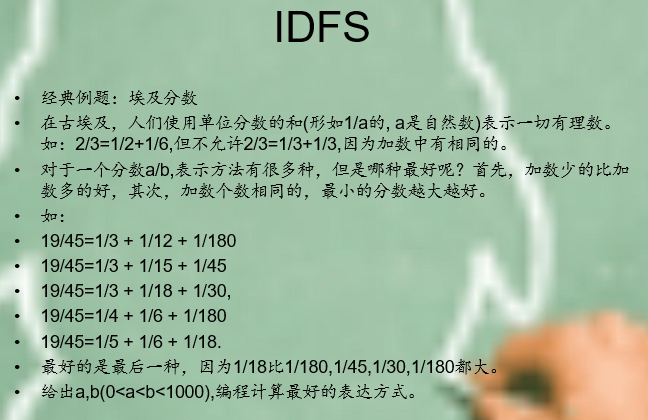 IDFS
• 经典例题：埃及分数
• 在古埃及，人们使用单位分数的和(形如1/a的, a是自然数)表示一切有理数。
如：2/3=1/2+1/6,但不允许2/3=1/3+1/3,因为加数中有相同的。
• 对于一个分数a/b,表示方法有很多种，但是哪种最好呢？首先，加数少的比加
数多的好，其次，加数个数相同的，最小的分数越大越好。
• 如：
• 19/45=1/3 + 1/12 + 1/180
• 19/45=1/3 + 1/15 + 1/45
• 19/45=1/3 + 1/18 + 1/30,
• 19/45=1/4 + 1/6 + 1/180
• 19/45=1/5 + 1/6 + 1/18.
• 最好的是最后一种，因为1/18比1/180,1/45,1/30,1/180都大。
• 给出a,b(0<a<b<1000),编程计算最好的表达方式。